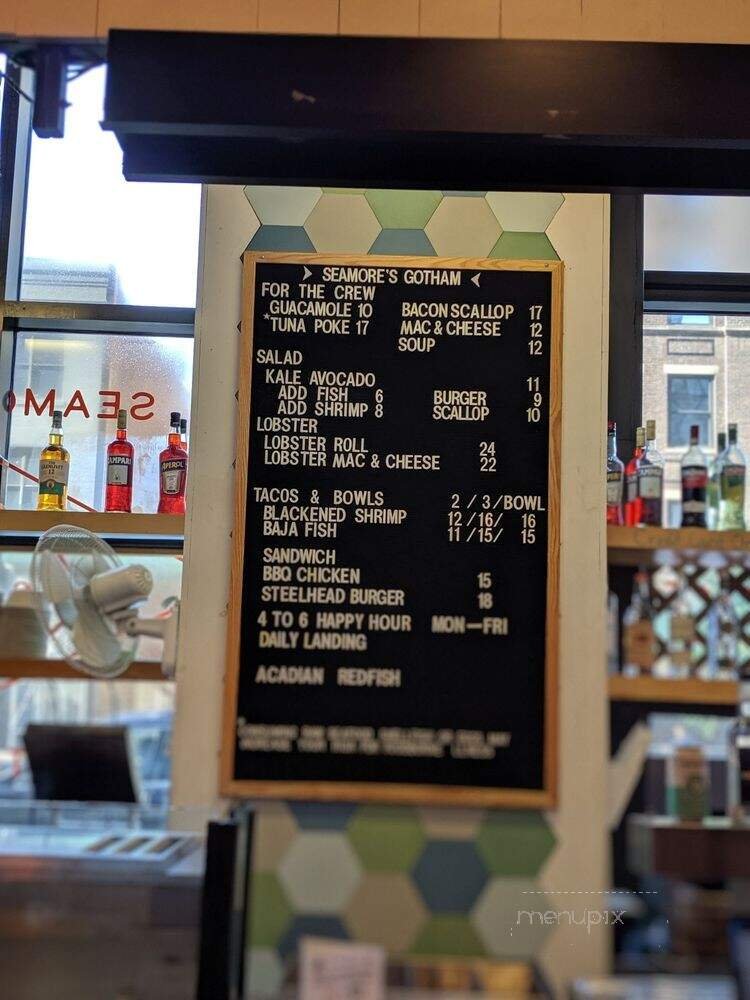 SEAMORE'S GOTHAM
FOR THE CREW
GUACAMOLE 10 BACON SCALLOP 17
*TUNA POKE 17 MAC & CHEESE 12
SOUP 12
SALAD
KALE AVOCADO 11
ADD FISH 6 BURGER 9
ADD SHRIMP 8 SCALLOP 10
LOBSTER
LOBSTER ROLL 24
LOBSTER MAC & CHEESE 22
TACOS & BOWLS 2 / 3 / BOWL
BLACKENED SHRIMP 12 / 16 / 16
BAJA FISH 11 / 15 / 15
SANDWICH
BBQ CHICKEN 15
STEELHEAD BURGER 18
4 TO 6 HAPPY HOUR MON—FRI
DAILY LANDING
ACADIAN REDFISH
SEAMO
CAMPARI
APEROL
menupix